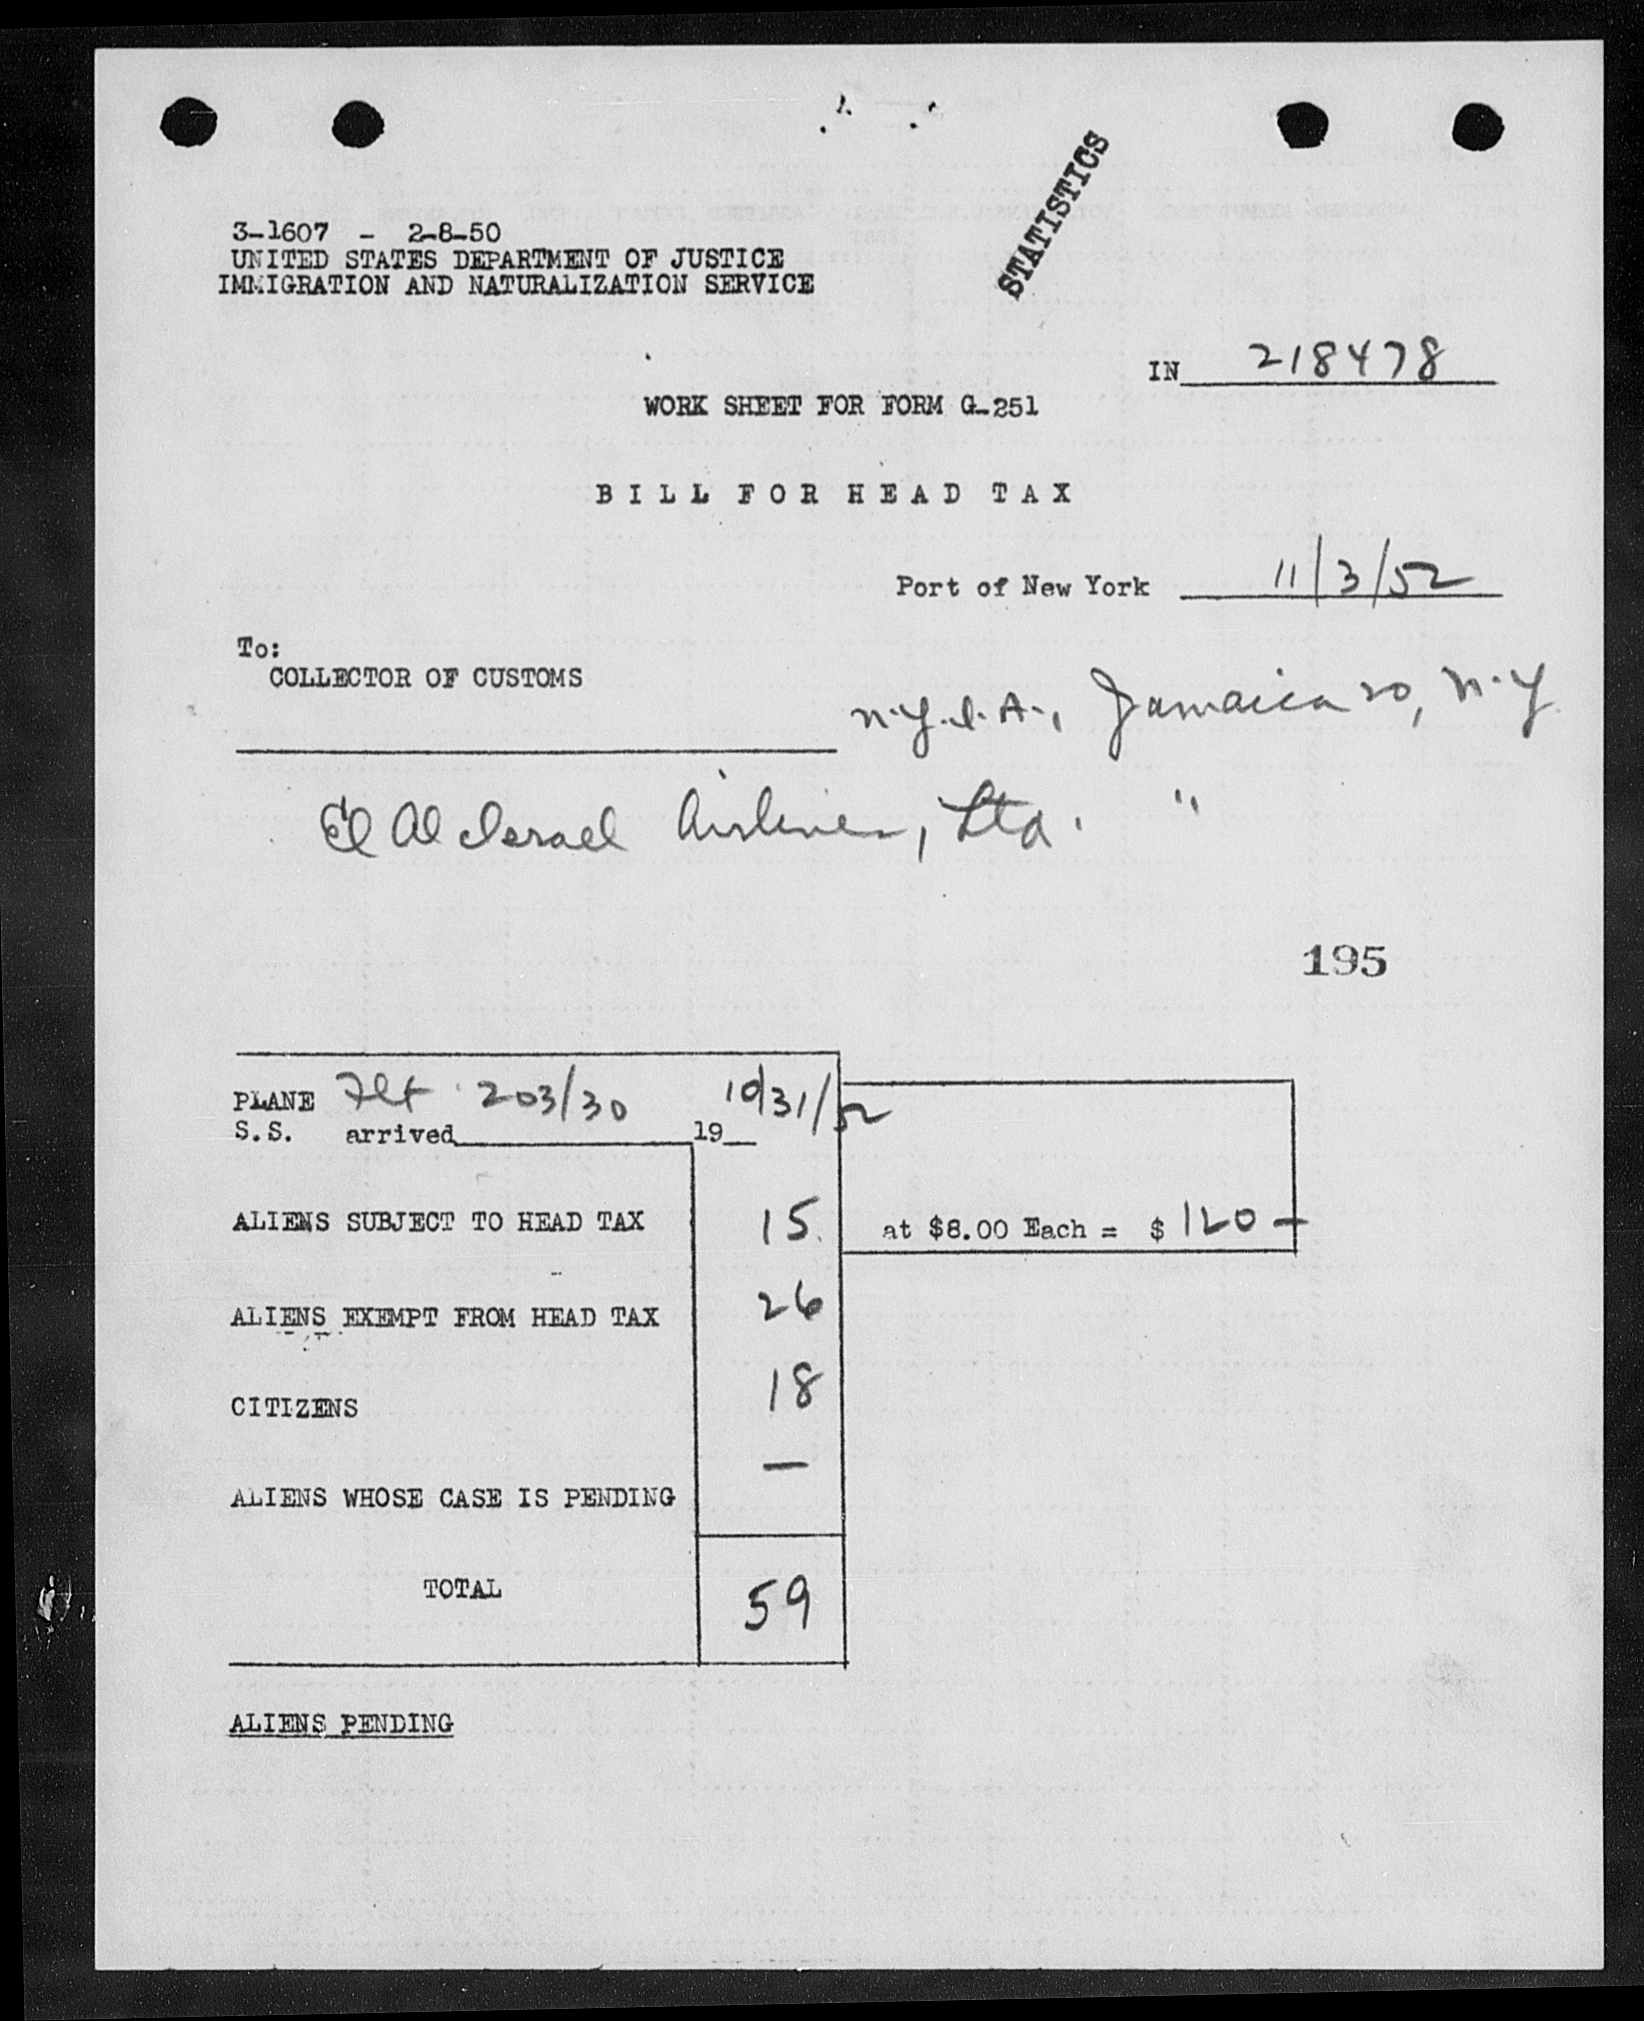 STATISTICS
3-1607 - 2-8-50
UNITED STATES DEPARTMENT OF JUSTICE
IMMIGRATION AND NATURALIZATION SERVICE
IN 218478
WORK SHEET FOR FORM G-251
BILL FOR HEAD TAX
Port of New York 11/3/52
To:
COLLECTOR OF CUSTOMS
N.Y.I.A., Jamaica 20, N.Y.
El Al Israel Airlines, Ltd. "
195
PLANE Flt 203/30 10/31/52
S.S. arrived 19
ALIENS SUBJECT TO HEAD TAX 15 at $8.00 Each = $ 120 -
ALIENS EXEMPT FROM HEAD TAX 26
CITIZENS 18
ALIENS WHOSE CASE IS PENDING —
TOTAL 59
ALIENS PENDING